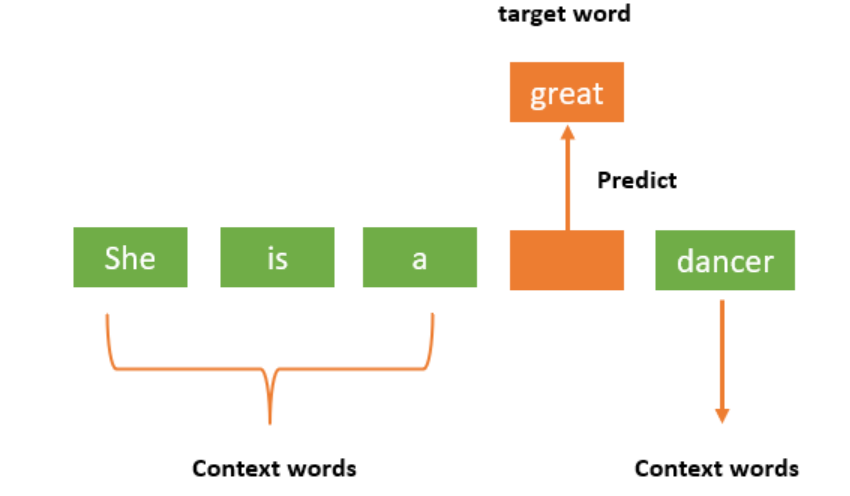 target word
great
Predict
She is a dancer
Context words
Context words